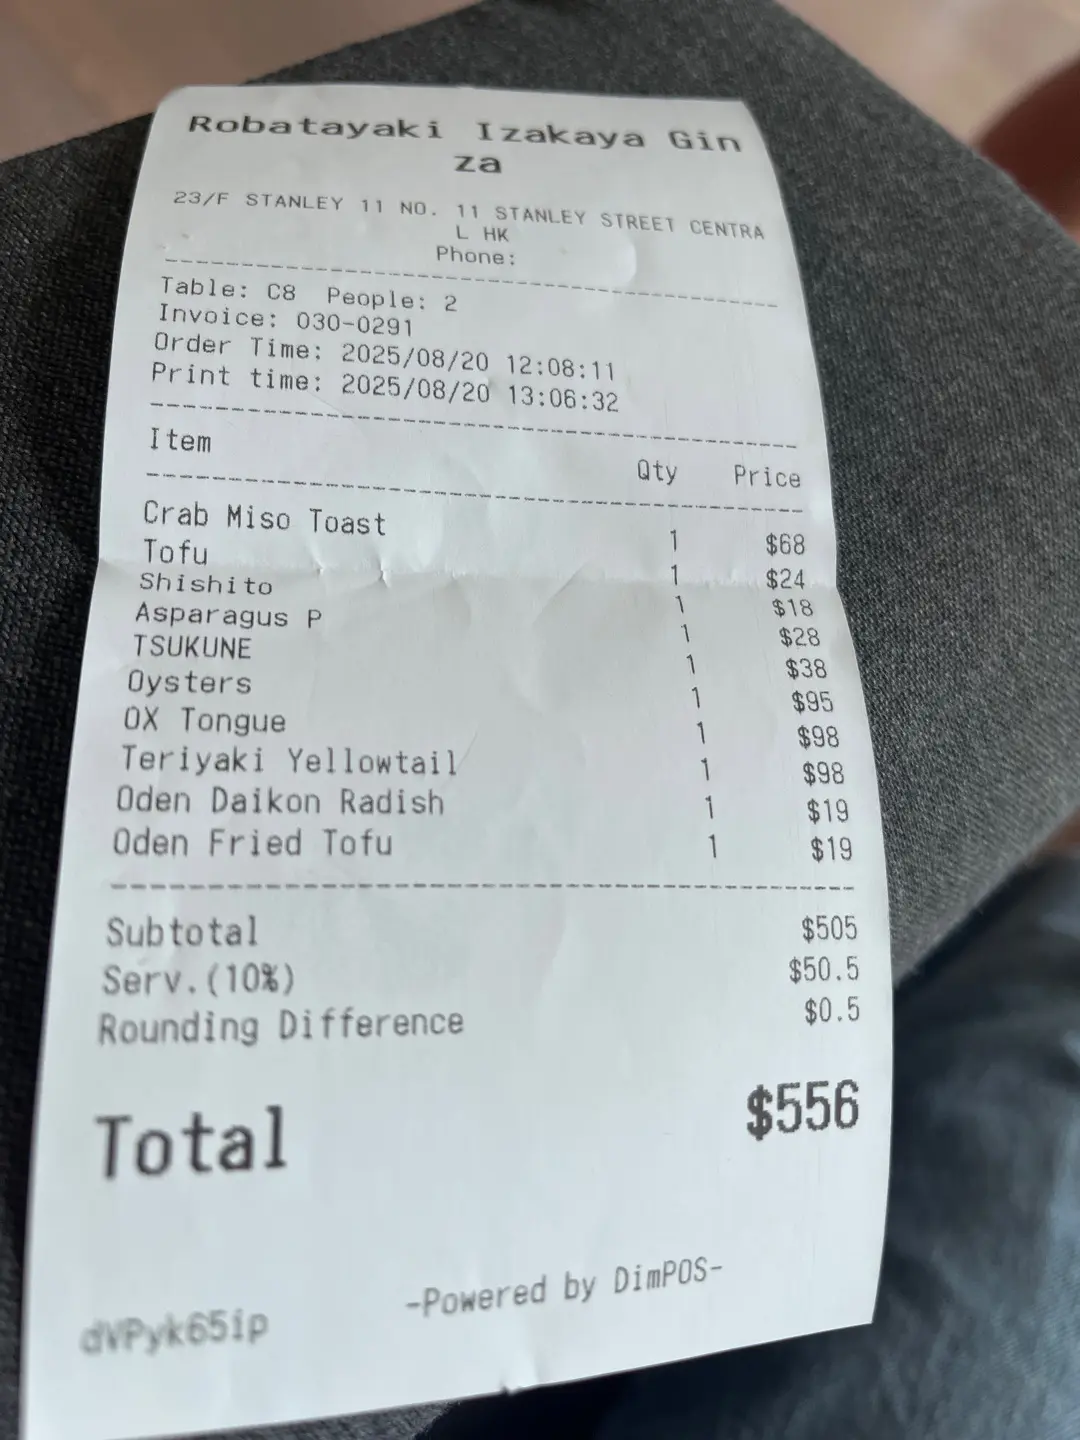 Robatayaki Izakaya Gin
za
23/F STANLEY 11 NO. 11 STANLEY STREET CENTRA
L HK
Phone:
Table: C8 People: 2
Invoice: 030-0291
Order Time: 2025/08/20 12:08:11
Print time: 2025/08/20 13:06:32
Item Qty Price
Crab Miso Toast 1 $68
Tofu 1 $24
Shishito 1 $18
Asparagus P 1 $28
TSUKUNE 1 $38
Oysters 1 $95
OX Tongue 1 $98
Teriyaki Yellowtail 1 $98
Oden Daikon Radish 1 $19
Oden Fried Tofu 1 $19
Subtotal $505
Serv.(10%) $50.5
Rounding Difference $0.5
Total $556
-Powered by DimPOS-
dVPyk65ip